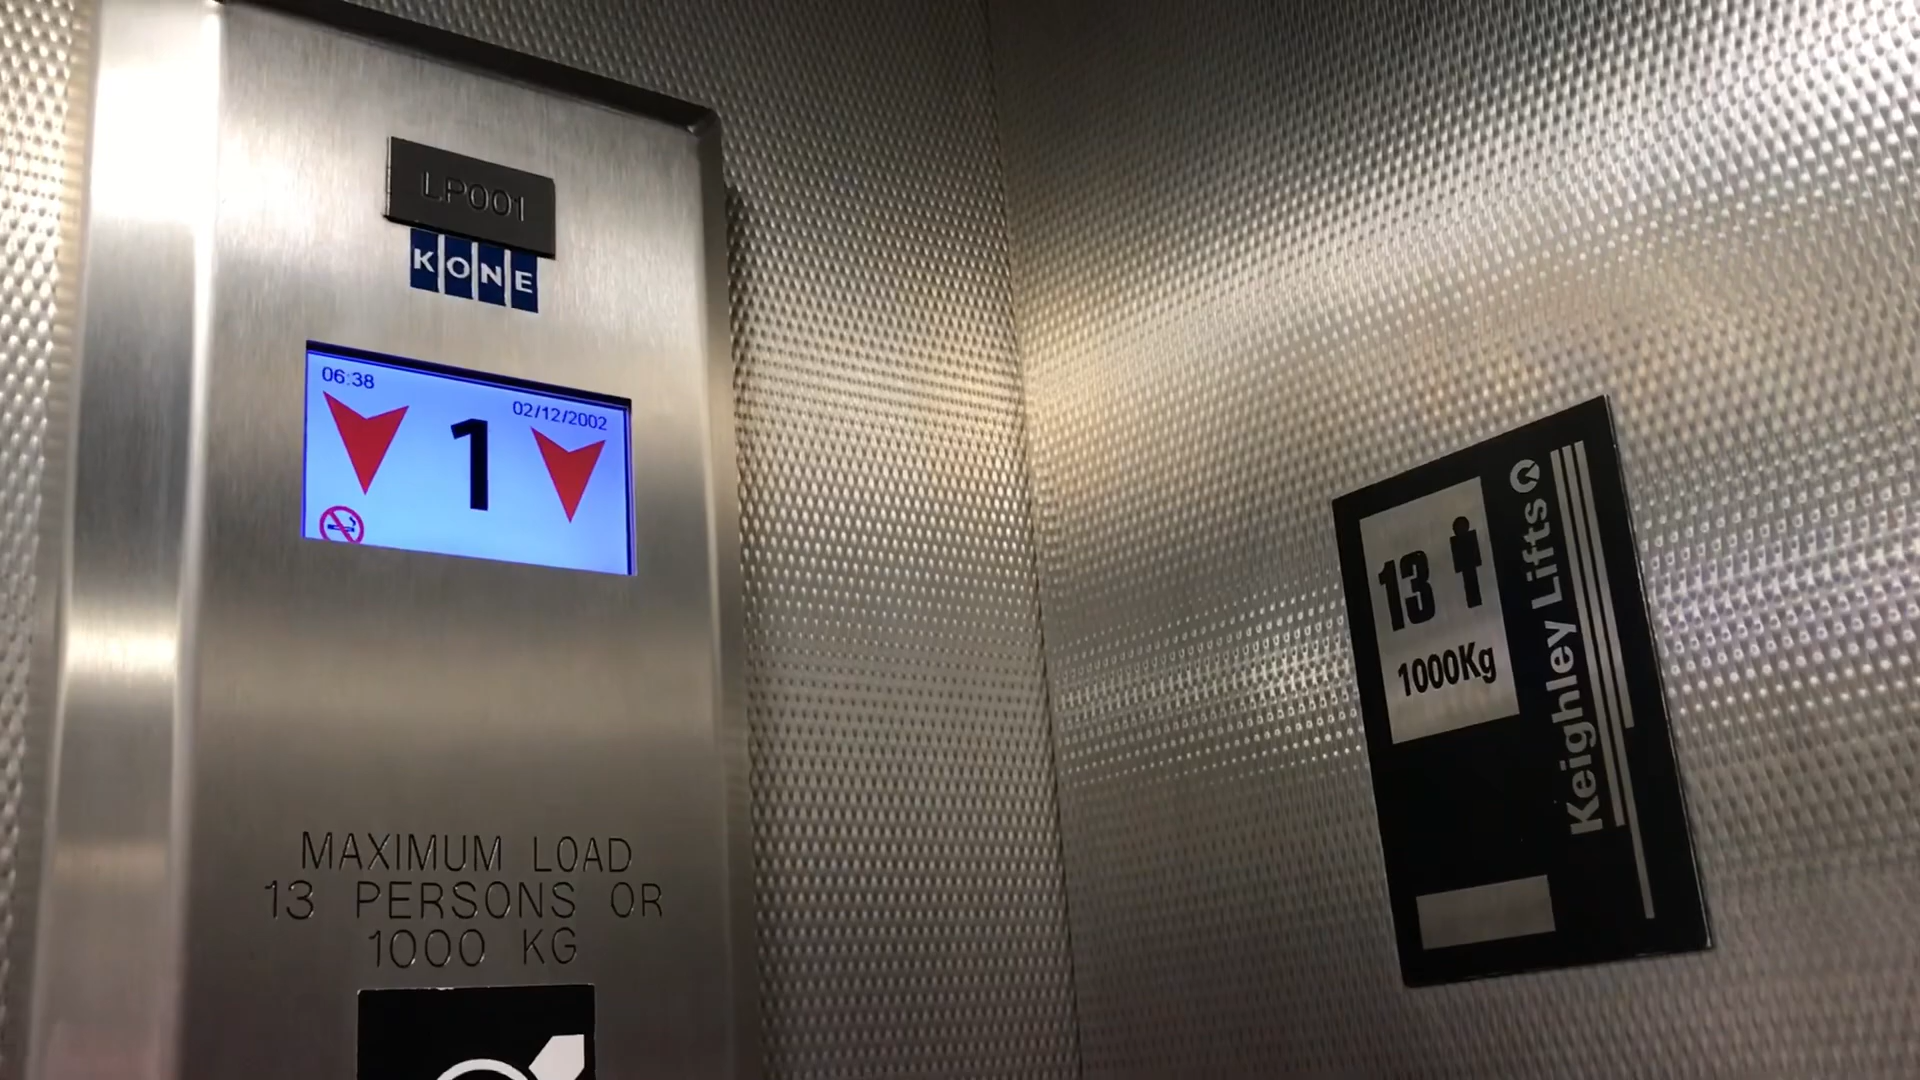 LP001
KONE
06:38
02/12/2002
1
MAXIMUM LOAD
13 PERSONS OR
1000 KG
13
1000Kg
Keighley Lifts